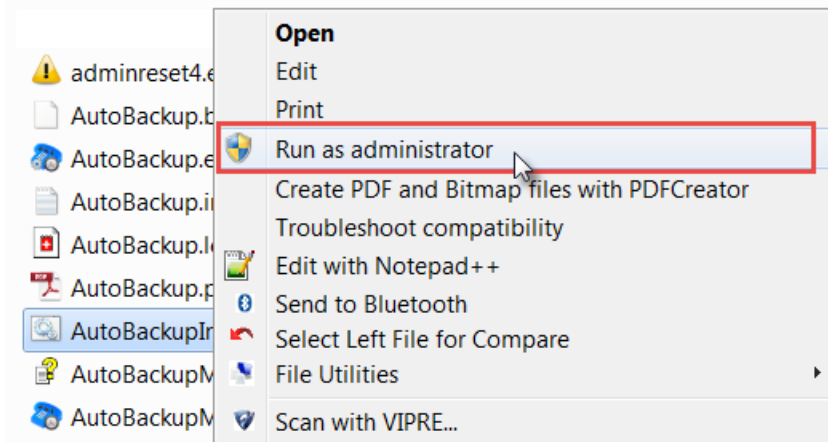 Open
adminreset4.e
Edit
AutoBackup.b
Print
AutoBackup.e
Run as administrator
AutoBackup.i
Create PDF and Bitmap files with PDFCreator
Troubleshoot compatibility
AutoBackup.l
Edit with Notepad++
AutoBackup.p
Send to Bluetooth
AutoBackupIn
Select Left File for Compare
AutoBackupM
File Utilities
AutoBackupM
Scan with VIPRE...